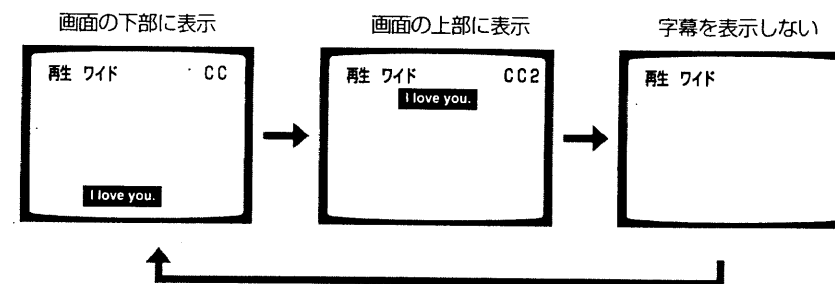 画面の下部に表示
再生 ワイド CC
I love you.
画面の上部に表示
再生 ワイド CC2
I love you.
字幕を表示しない
再生 ワイド